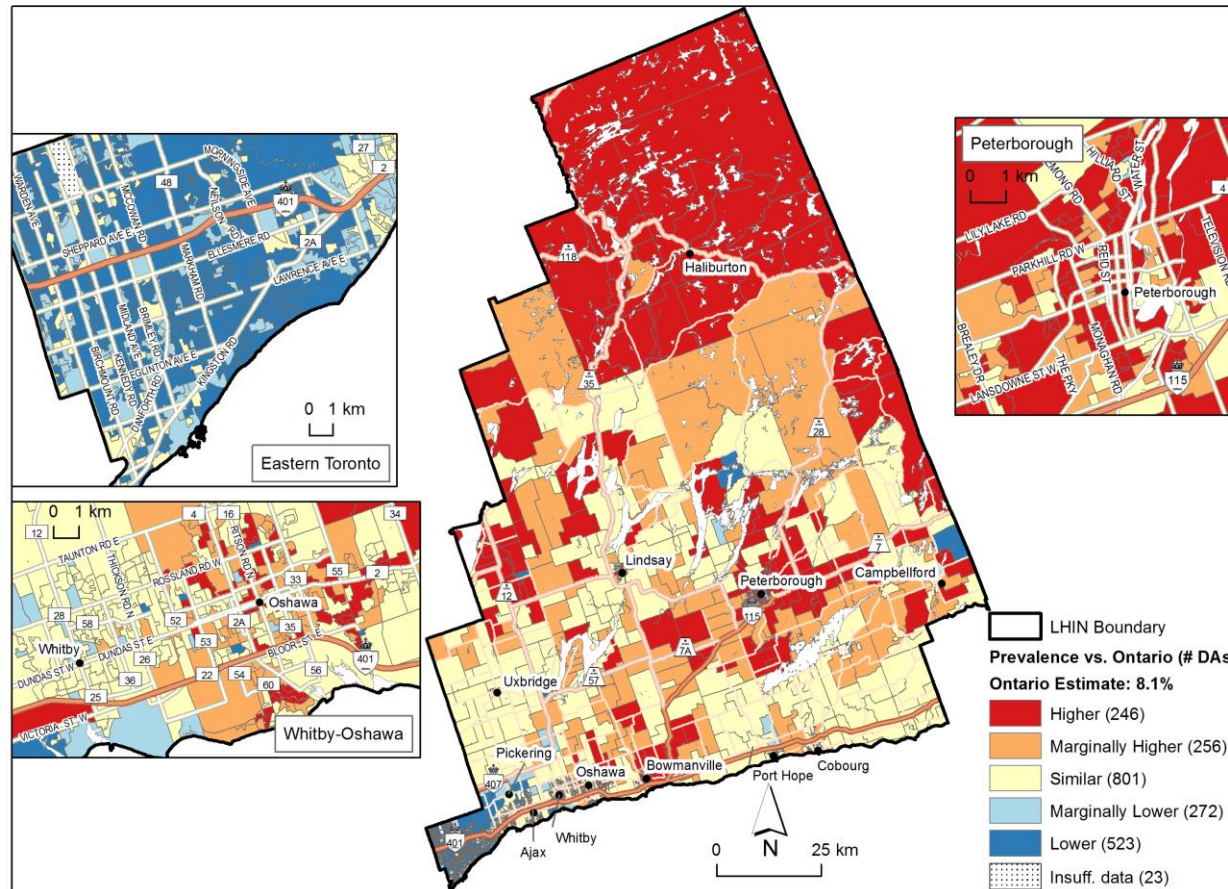 WARDEN AVE
48
MCCOWAN RD
MORNINGSIDE AVE
NEILSON RD
27
2
401
SHEPPARD AVE E
ELLESMERE RD
2A
MARKHAM RD
LAWRENCE AVE E
MIDLAND AVE
BRIMLEY RD
BIRCHMOUNT RD
KENNEDY RD
EGLINTON AVE E
DANFORTH RD
KINGSTON RD
0 1 km
Eastern Toronto
0 1 km
12
4
16
34
TAUNTON RD E
RITSON RD N
THICKSON RD N
ROSSLAND RD W
33
55
2
28
58
52
Oshawa
2A
35
Whitby
DUNDAS ST E
53
BLOOR ST E
DUNDAS ST W
26
36
22
54
56
401
25
60
VICTORIA ST W
Whitby-Oshawa
118
Haliburton
35
28
Lindsay
7
Peterborough
Campbellford
12
115
7A
57
Uxbridge
Pickering
407
Oshawa
Bowmanville
Port Hope
Cobourg
401
Ajax
Whitby
N
0 25 km
Peterborough
0 1 km
HILLIARD ST
WATER ST
4
LILY LAKE RD
PARKHILL RD W
REID ST
Peterborough
BREALEY DR
MONAGHAN RD
THE PKY
LANSDOWNE ST W
115
LHIN Boundary
Prevalence vs. Ontario (# DAs
Ontario Estimate: 8.1%
Higher (246)
Marginally Higher (256)
Similar (801)
Marginally Lower (272)
Lower (523)
Insuff. data (23)